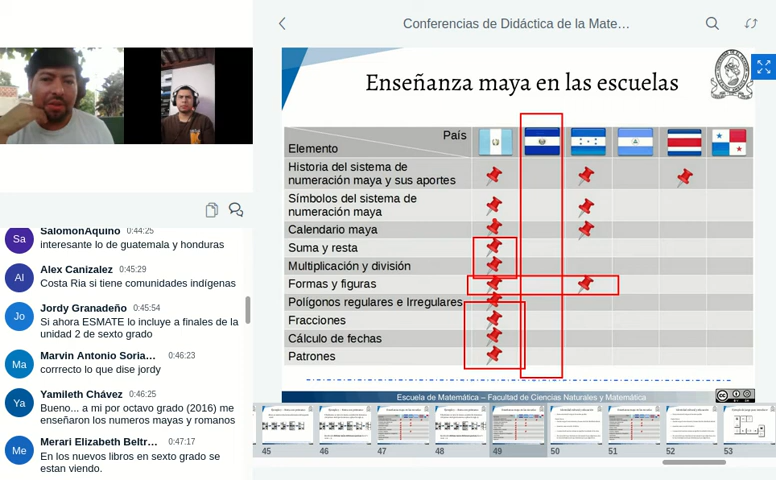 Conferencias de Didáctica de la Mate…
Enseñanza maya en las escuelas
País
Elemento
Historia del sistema de
numeración maya y sus aportes
Símbolos del sistema de
numeración maya
Calendario maya
Suma y resta
Multiplicación y división
Formas y figuras
Polígonos regulares e Irregulares
Fracciones
Cálculo de fechas
Patrones
Escuela de Matemática – Facultad de Ciencias Naturales y Matemática
45
46
47
48
49
50
51
52
53
Sa
SalomonAquino 0:44:25
interesante lo de guatemala y honduras
Al
Alex Canizalez 0:45:29
Costa Ria si tiene comunidades indígenas
Jo
Jordy Granadeño 0:45:54
Si ahora ESMATE lo incluye a finales de la
unidad 2 de sexto grado
Ma
Marvin Antonio Soria… 0:46:23
corrrecto lo que dise jordy
Ya
Yamileth Chávez 0:46:25
Bueno... a mi por octavo grado (2016) me
enseñaron los numeros mayas y romanos
Me
Merari Elizabeth Beltr… 0:47:17
En los nuevos libros en sexto grado se
estan viendo.